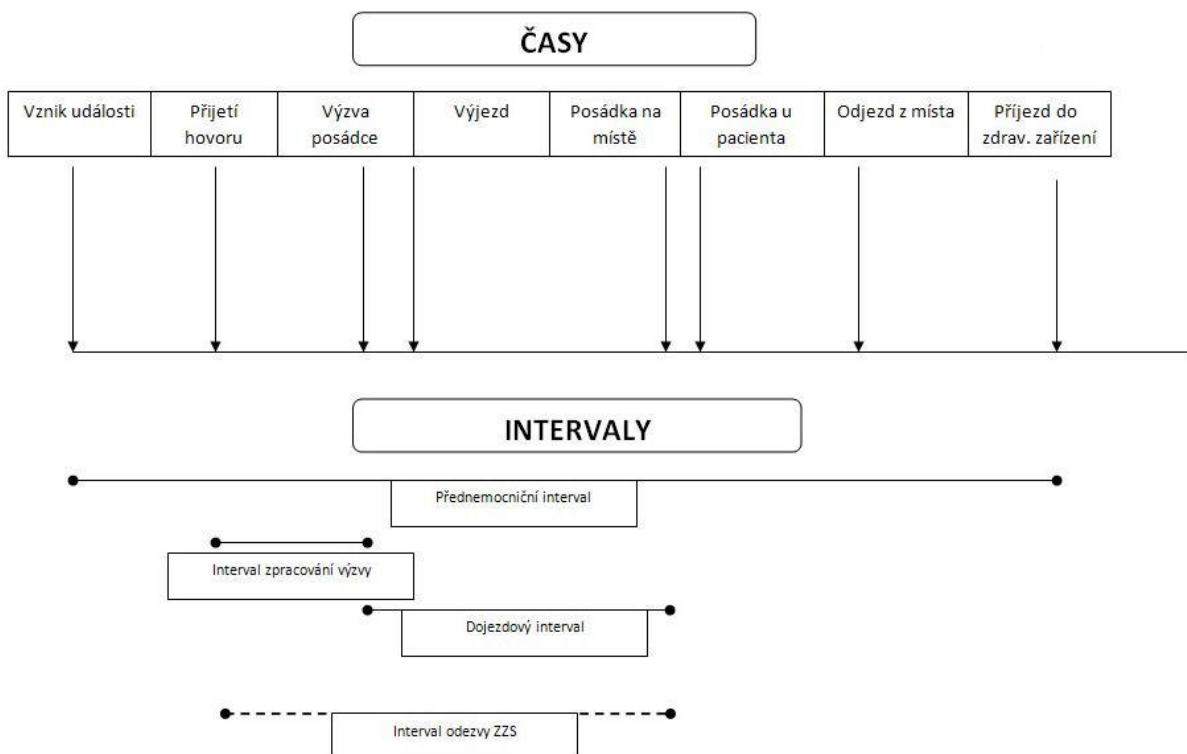 ČASY
Vznik události
Přijetí
hovoru
Výzva
posádce
Výjezd
Posádka na
místě
Posádka u
pacienta
Odjezd z místa
Příjezd do
zdrav. zařízení
INTERVALY
Přednemocniční interval
Interval zpracování výzvy
Dojezdový interval
Interval odezvy ZZS